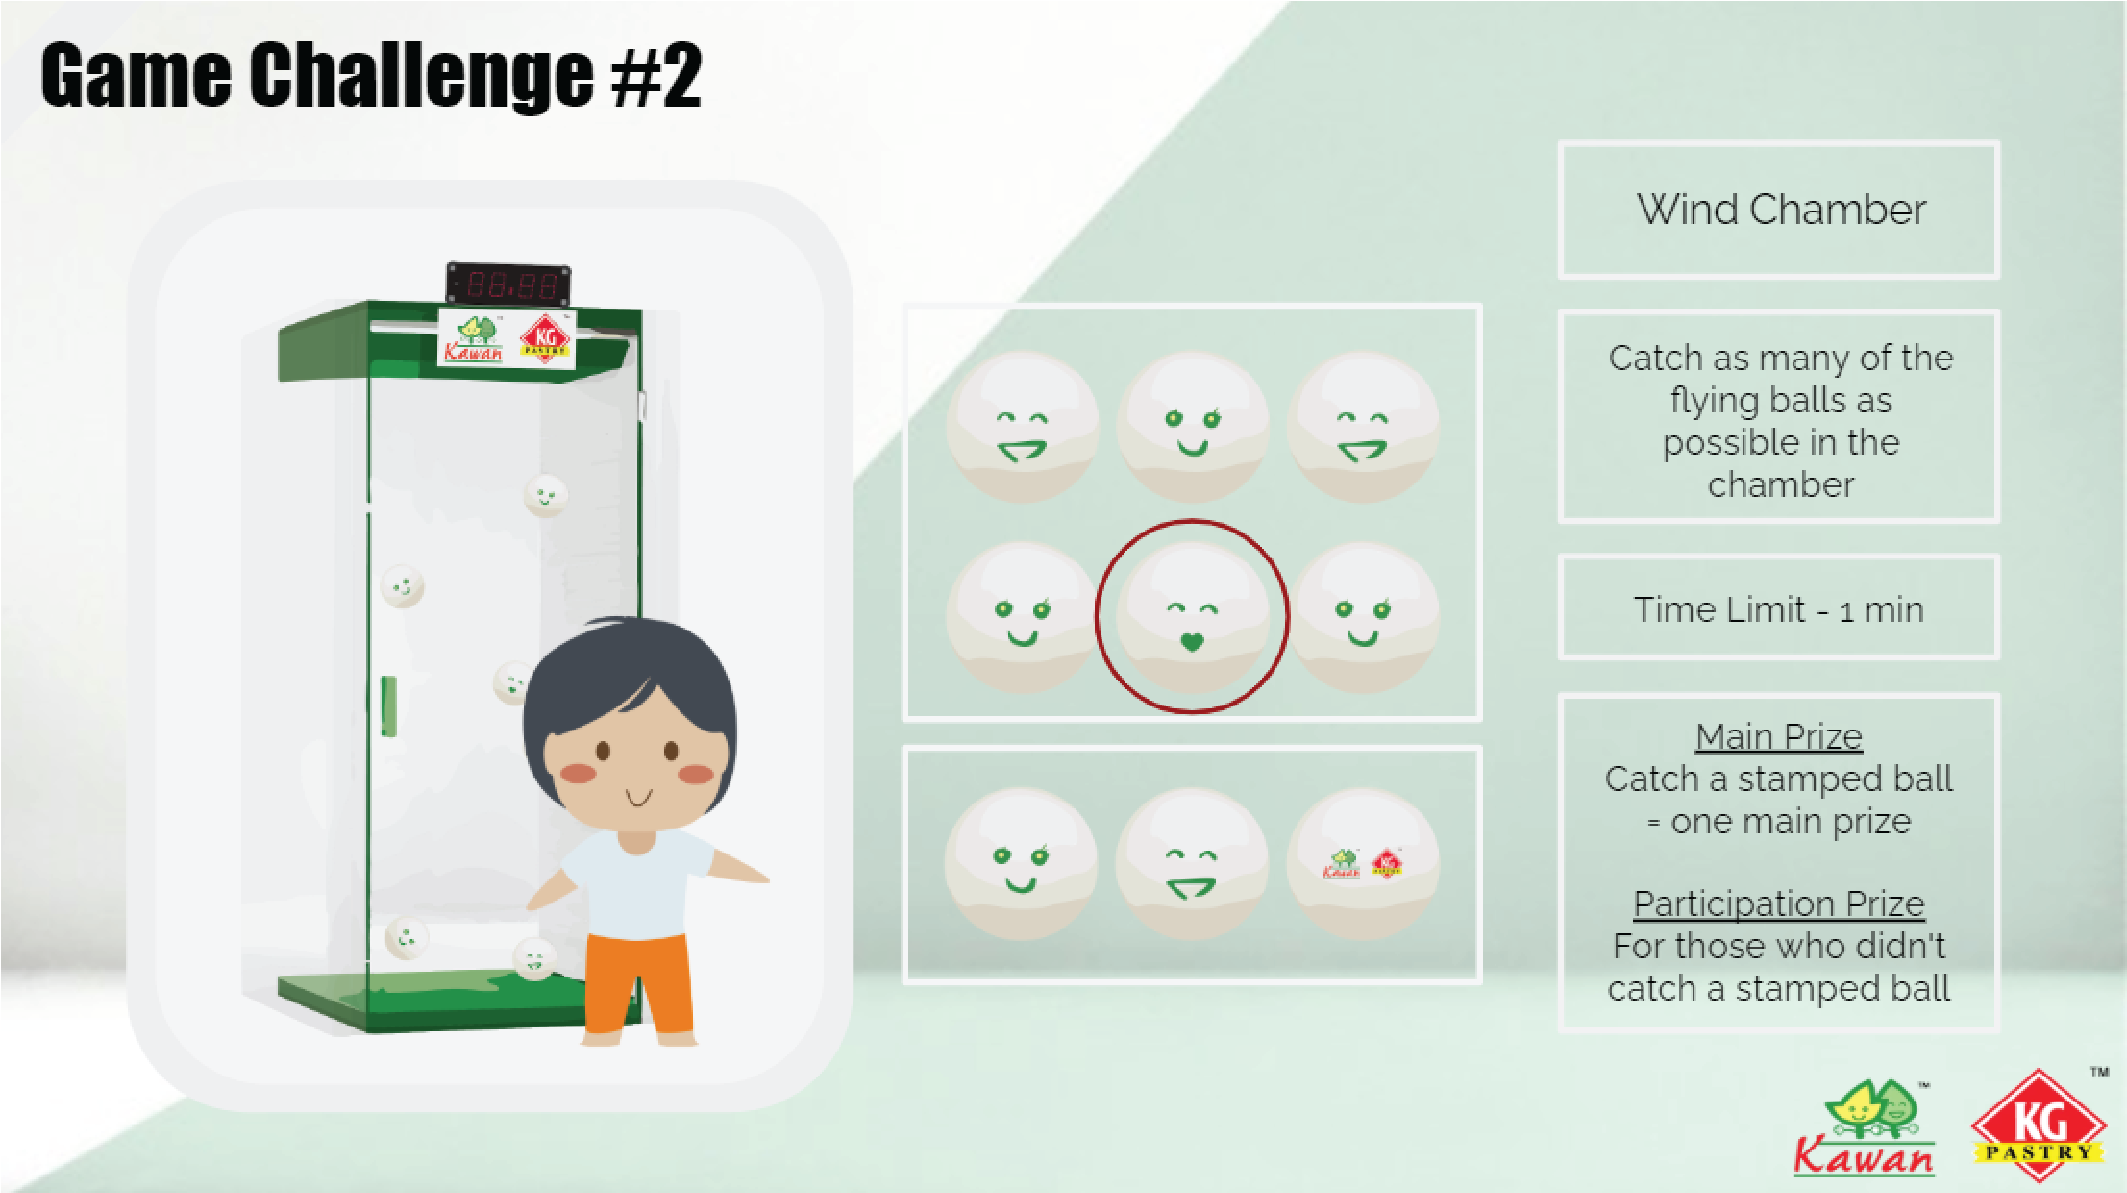 Game Challenge #2
88:88
Kawan
KG
PASTRY
Wind Chamber
Catch as many of the
flying balls as
possible in the
chamber
Time Limit - 1 min
Main Prize
Catch a stamped ball
= one main prize
Participation Prize
For those who didn't
catch a stamped ball
Kawan
KG
PASTRY
Kawan™
KG
PASTRY
™